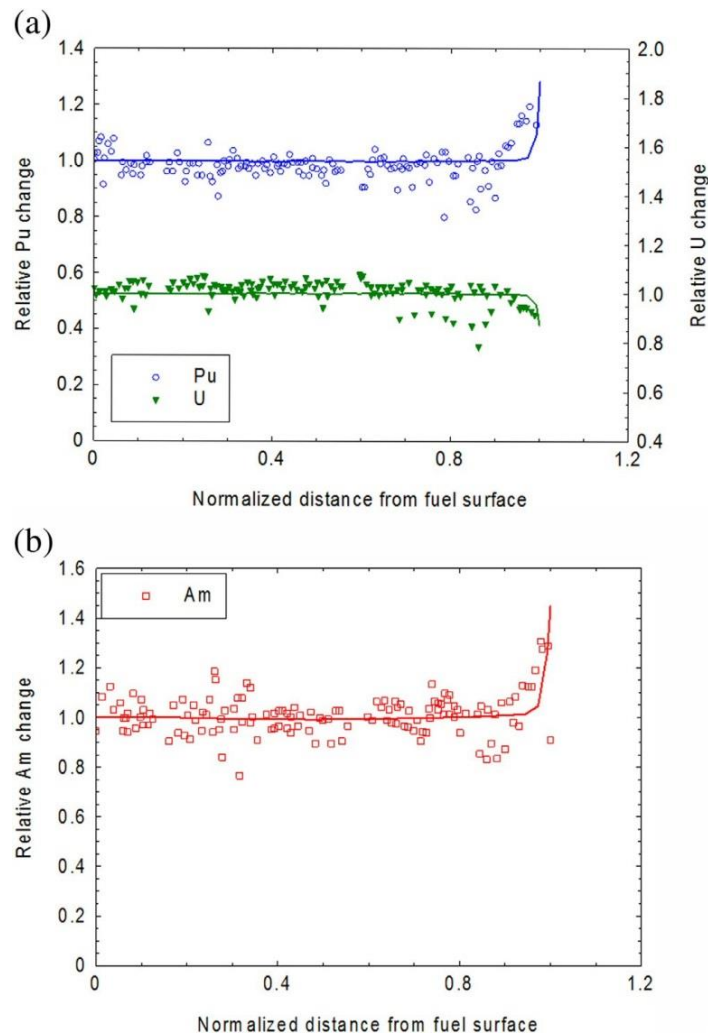 (a)
1.4
1.2
1.0
0.8
0.6
0.4
0.2
0
2.0
1.8
1.6
1.4
1.2
1.0
0.8
0.6
0.4
Relative Pu change
Relative U change
Pu
U
0 0.4 0.8 1.2
Normalized distance from fuel surface
(b)
1.6
1.4
1.2
1.0
0.8
0.6
0.4
0.2
0
Relative Am change
Am
0 0.4 0.8 1.2
Normalized distance from fuel surface